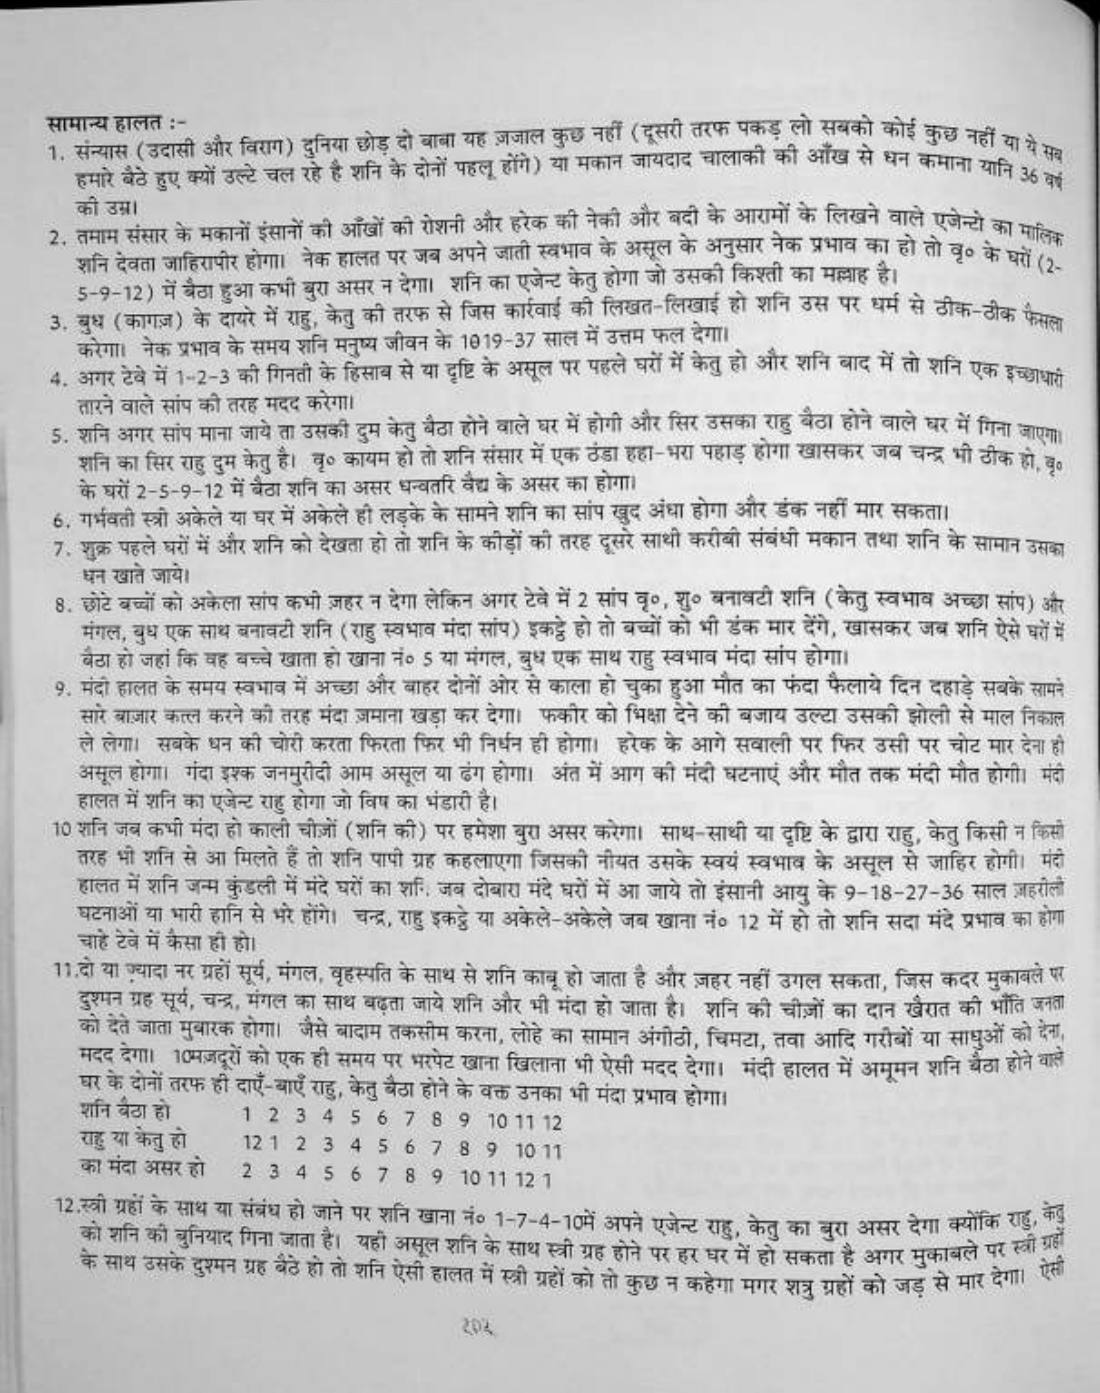 सामान्य हालत :-
1. संन्यास (उदासी और विराग) दुनिया छोड़ दो बाबा यह ज़जाल कुछ नहीं (दूसरी तरफ पकड़ लो सबको कोई कुछ नहीं या ये सब
हमारे बैठे हुए क्यों उल्टे चल रहे है शनि के दोनों पहलू होंगे) या मकान जायदाद चालाकी की आँख से धन कमाना यानि 36 वर्ष
की उम्र।
2. तमाम संसार के मकानों इंसानों की आँखों की रोशनी और हरेक की नेकी और बदी के आरामों के लिखने वाले एजेन्टो का मालिक
शनि देवता जाहिरापीर होगा। नेक हालत पर जब अपने जाती स्वभाव के असूल के अनुसार नेक प्रभाव का हो तो वृ० के घरों (2-
5-9-12) में बैठा हुआ कभी बुरा असर न देगा। शनि का एजेन्ट केतु होगा जो उसकी किश्ती का मल्लाह है।
3. बुध (कागज़) के दायरे में राहु, केतु की तरफ से जिस कार्रवाई की लिखत-लिखाई हो शनि उस पर धर्म से ठीक-ठीक फैसला
करेगा। नेक प्रभाव के समय शनि मनुष्य जीवन के 1019-37 साल में उत्तम फल देगा।
4. अगर टेवे में 1-2-3 की गिनती के हिसाब से या दृष्टि के असूल पर पहले घरों में केतु हो और शनि बाद में तो शनि एक इच्छाधारी
तारने वाले सांप की तरह मदद करेगा।
5. शनि अगर सांप माना जाये ता उसकी दुम केतु बैठा होने वाले घर में होगी और सिर उसका राहु बैठा होने वाले घर में गिना जाएगा।
शनि का सिर राहु दुम केतु है। वृ० कायम हो तो शनि संसार में एक ठंडा हहा-भरा पहाड़ होगा खासकर जब चन्द्र भी ठीक हो, वृ०
के घरों 2-5-9-12 में बैठा शनि का असर धन्वतरि वैद्य के असर का होगा।
6. गर्भवती स्त्री अकेले या घर में अकेले ही लड़के के सामने शनि का सांप खुद अंधा होगा और डंक नहीं मार सकता।
7. शुक्र पहले घरों में और शनि को देखता हो तो शनि के कीड़ों की तरह दूसरे साथी करीबी संबंधी मकान तथा शनि के सामान उसका
धन खाते जाये।
8. छोटे बच्चों को अकेला सांप कभी ज़हर न देगा लेकिन अगर टेवे में 2 सांप वृ०, शु० बनावटी शनि (केतु स्वभाव अच्छा सांप) और
मंगल, बुध एक साथ बनावटी शनि (राहु स्वभाव मंदा सांप) इकट्ठे हो तो बच्चों को भी डंक मार देंगे, खासकर जब शनि ऐसे घरों में
बैठा हो जहां कि वह बच्चे खाता हो खाना नं० 5 या मंगल, बुध एक साथ राहु स्वभाव मंदा सांप होगा।
9. मंदी हालत के समय स्वभाव में अच्छा और बाहर दोनों ओर से काला हो चुका हुआ मौत का फंदा फैलाये दिन दहाड़े सबके सामने
सारे बाज़ार कत्ल करने की तरह मंदा ज़माना खड़ा कर देगा। फकीर को भिक्षा देने की बजाय उल्टा उसकी झोली से माल निकाल
ले लेगा। सबके धन की चोरी करता फिरता फिर भी निर्धन ही होगा। हरेक के आगे सवाली पर फिर उसी पर चोट मार देना ही
असूल होगा। गंदा इश्क जनमुरीदी आम असूल या ढंग होगा। अंत में आग की मंदी घटनाएं और मौत तक मंदी मौत होगी। मंदी
हालत में शनि का एजेन्ट राहु होगा जो विष का भंडारी है।
10 शनि जब कभी मंदा हो काली चीज़ों (शनि की) पर हमेशा बुरा असर करेगा। साथ-साथी या दृष्टि के द्वारा राहु, केतु किसी न किसी
तरह भी शनि से आ मिलते हैं तो शनि पापी ग्रह कहलाएगा जिसकी नीयत उसके स्वयं स्वभाव के असूल से जाहिर होगी। मंदी
हालत में शनि जन्म कुंडली में मंदे घरों का जब दोबारा मंदे घरों में आ जाये तो इंसानी आयु के 9-18-27-36 साल ज़हरीली
घटनाओं या भारी हानि से भरे होंगे। चन्द्र, राहु इकट्ठे या अकेले-अकेले जब खाना नं० 12 में हो तो शनि सदा मंदे प्रभाव का होगा
चाहे टेवे में कैसा ही हो।
11.दो या ज़्यादा नर ग्रहों सूर्य, मंगल, वृहस्पति के साथ से शनि काबू हो जाता है और ज़हर नहीं उगल सकता, जिस कदर मुकाबले पर
दुश्मन ग्रह सूर्य, चन्द्र, मंगल का साथ बढ़ता जाये शनि और भी मंदा हो जाता है। शनि की चीज़ों का दान खैरात की भाँति जनता
को देते जाता मुबारक होगा। जैसे बादाम तकसीम करना, लोहे का सामान अंगीठी, चिमटा, तवा आदि गरीबों या साधुओं को देना,
मदद देगा। 10मज़दूरों को एक ही समय पर भरपेट खाना खिलाना भी ऐसी मदद देगा। मंदी हालत में अमूमन शनि बैठा होने वाले
घर के दोनों तरफ ही दाएँ-बाएँ राहु, केतु बैठा होने के वक्त उनका भी मंदा प्रभाव होगा।
शनि बैठा हो 1 2 3 4 5 6 7 8 9 10 11 12
राहु या केतु हो 12 1 2 3 4 5 6 7 8 9 10 11
का मंदा असर हो 2 3 4 5 6 7 8 9 10 11 12 1
12.स्त्री ग्रहों के साथ या संबंध हो जाने पर शनि खाना नं० 1-7-4-10में अपने एजेन्ट राहु, केतु का बुरा असर देगा क्योंकि राहु, केतु
को शनि की बुनियाद गिना जाता है। यही असूल शनि के साथ स्त्री ग्रह होने पर हर घर में हो सकता है अगर मुकाबले पर स्त्री ग्रहों
के साथ उसके दुश्मन ग्रह बैठे हो तो शनि ऐसी हालत में स्त्री ग्रहों को तो कुछ न कहेगा मगर शत्रु ग्रहों को जड़ से मार देगा। ऐसी